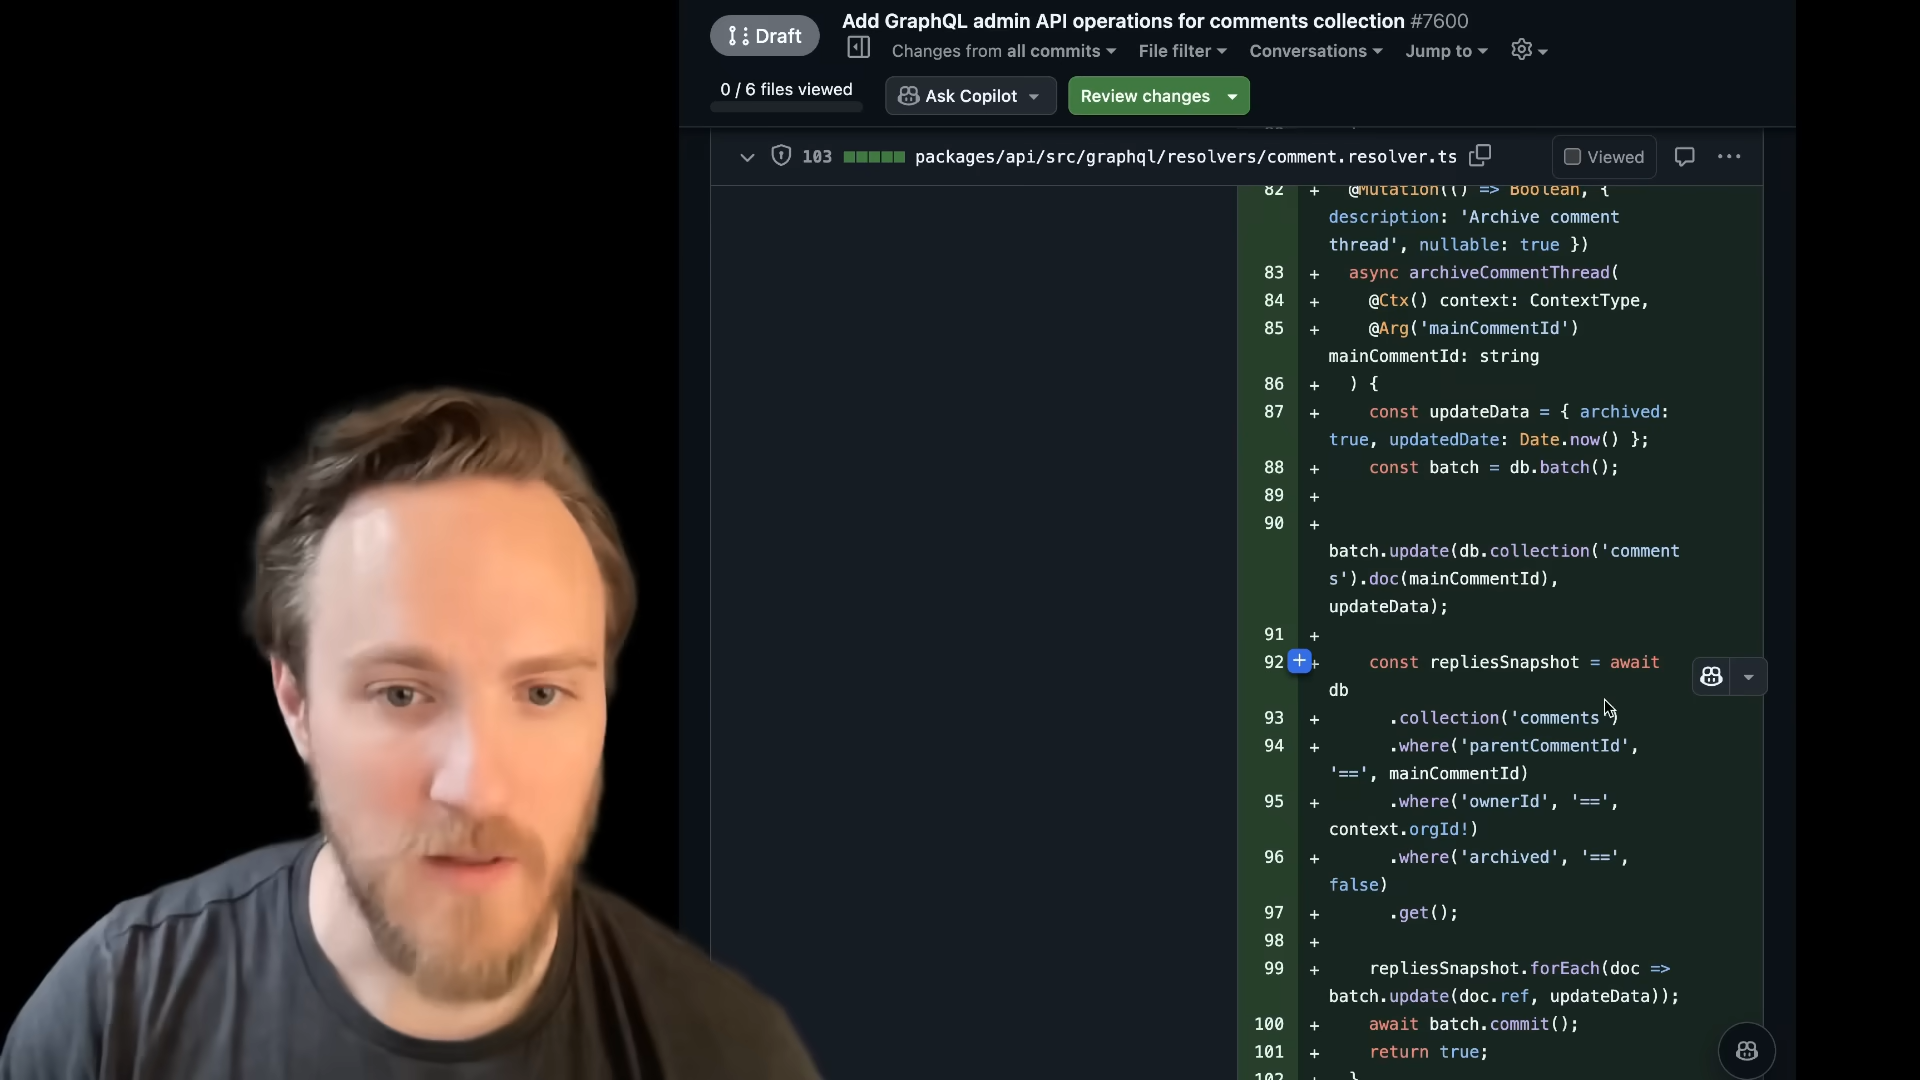 Draft
Add GraphQL admin API operations for comments collection #7600
Changes from all commits
File filter
Conversations
Jump to
0 / 6 files viewed
Ask Copilot
Review changes
103
packages/api/src/graphql/resolvers/comment.resolver.ts
Viewed
82 + @Mutation(() => Boolean, {
description: 'Archive comment
thread', nullable: true })
83 + async archiveCommentThread(
84 + @Ctx() context: ContextType,
85 + @Arg('mainCommentId')
mainCommentId: string
86 + ) {
87 + const updateData = { archived:
true, updatedDate: Date.now() };
88 + const batch = db.batch();
89 +
90 +
batch.update(db.collection('comment
s').doc(mainCommentId),
updateData);
91 +
92 + const repliesSnapshot = await
db
93 + .collection('comments')
94 + .where('parentCommentId',
'==', mainCommentId)
95 + .where('ownerId', '==',
context.orgId!)
96 + .where('archived', '==',
false)
97 + .get();
98 +
99 + repliesSnapshot.forEach(doc =>
batch.update(doc.ref, updateData));
100 + await batch.commit();
101 + return true;
102 + }